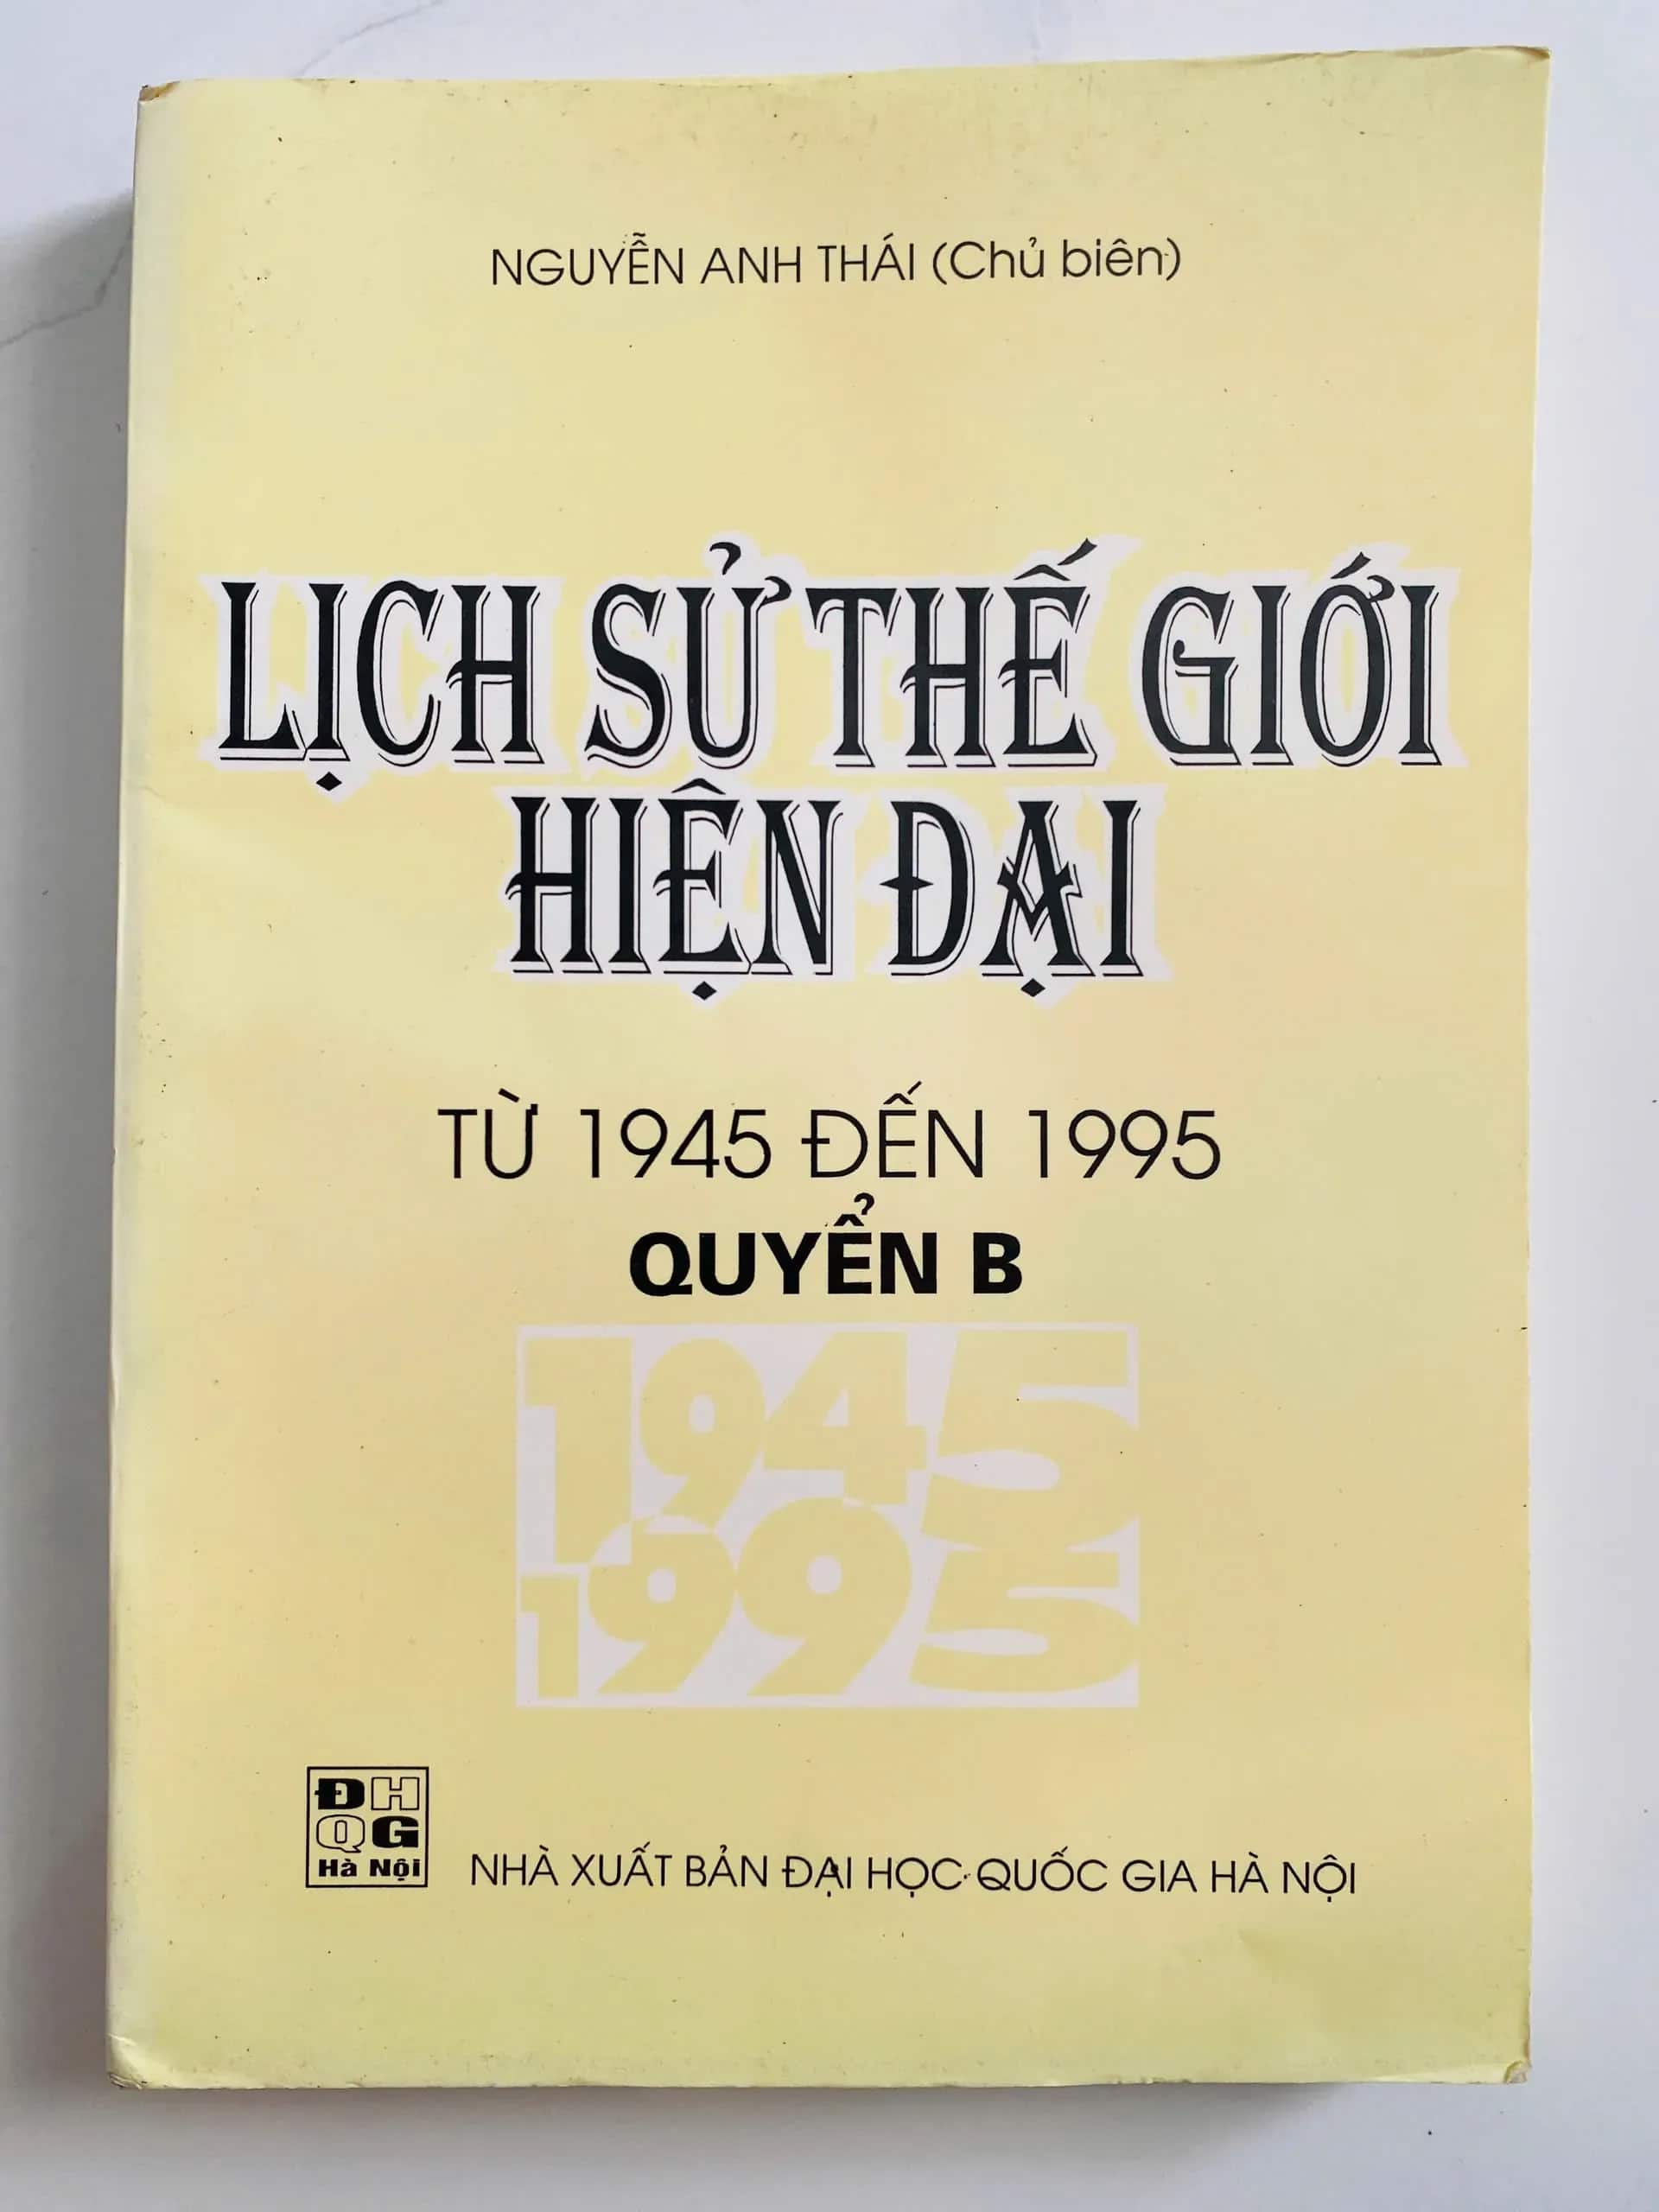 NGUYỄN ANH THÁI (Chủ biên)
LỊCH SỬ THẾ GIỚI
HIỆN ĐẠI
TỪ 1945 ĐẾN 1995
QUYỂN B
1945
1995
ĐH
QG
Hà Nội
NHÀ XUẤT BẢN ĐẠI HỌC QUỐC GIA HÀ NỘI